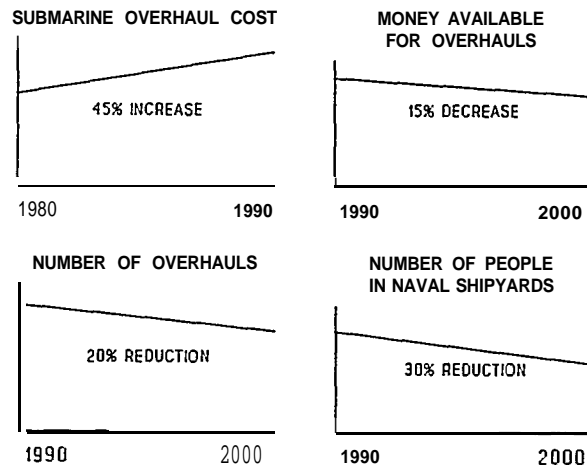 SUBMARINE OVERHAUL COST
45% INCREASE
1980 1990
MONEY AVAILABLE
FOR OVERHAULS
15% DECREASE
1990 2000
NUMBER OF OVERHAULS
20% REDUCTION
1990 2000
NUMBER OF PEOPLE
IN NAVAL SHIPYARDS
30% REDUCTION
1990 2000